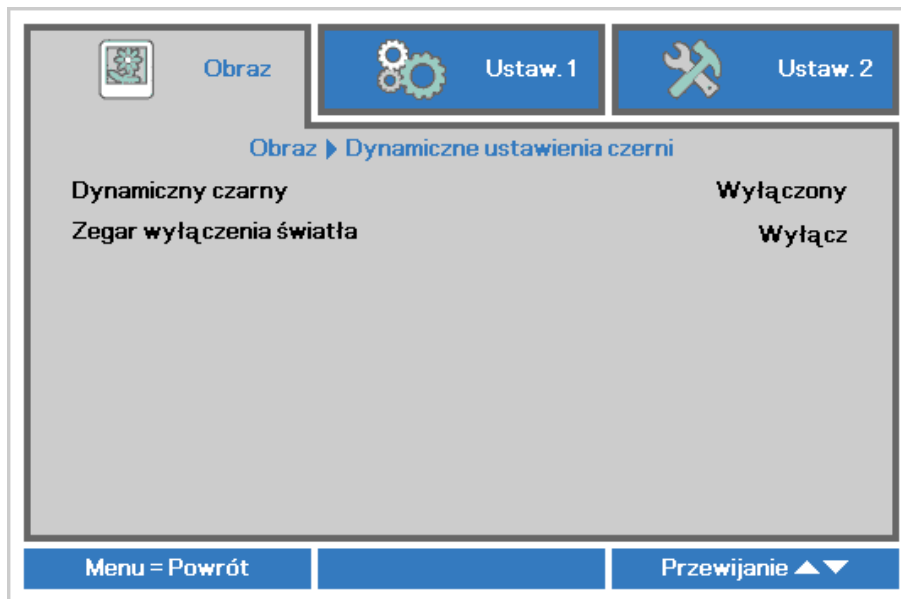 Obraz Ustaw. 1 Ustaw. 2
Obraz ▶ Dynamiczne ustawienia czerni
Dynamiczny czarny Wyłączony
Zegar wyłączenia światła Wyłącz
Menu = Powrót Przewijanie ▲▼